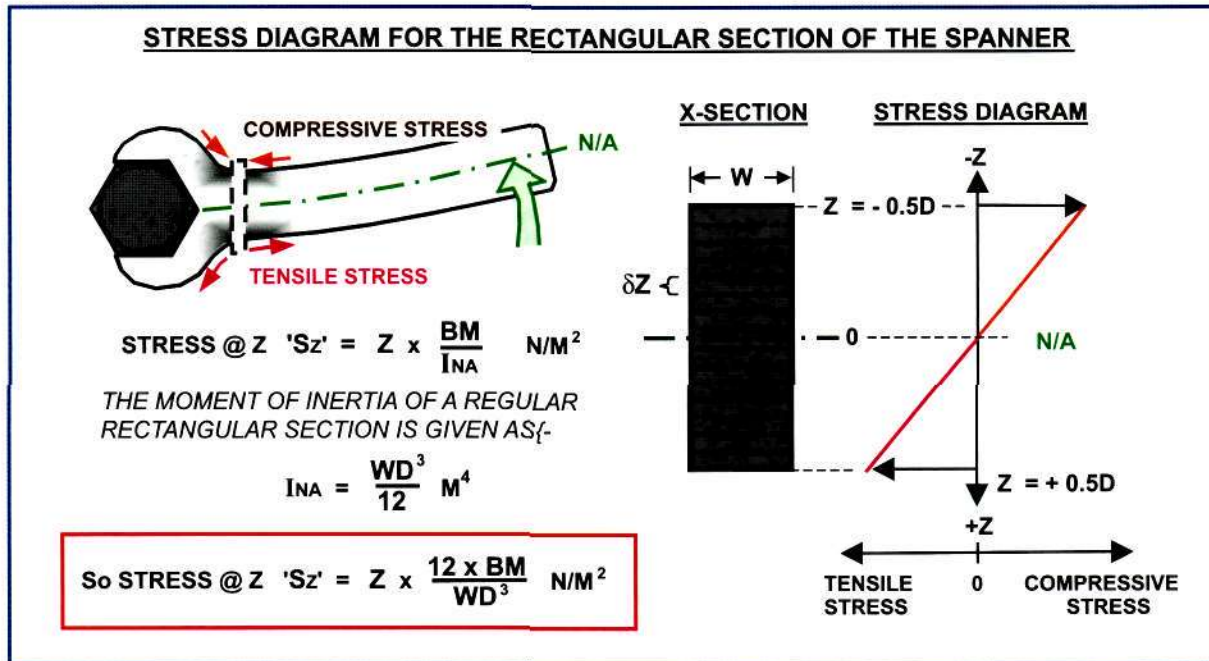 STRESS DIAGRAM FOR THE RECTANGULAR SECTION OF THE SPANNER
COMPRESSIVE STRESS
N/A
TENSILE STRESS
STRESS @ Z 'Sz' = Z x BM/INA N/M²
THE MOMENT OF INERTIA OF A REGULAR
RECTANGULAR SECTION IS GIVEN AS{-
INA = WD³/12 M⁴
So STRESS @ Z 'Sz' = Z x 12 x BM/WD³ N/M²
X-SECTION
STRESS DIAGRAM
-Z
W
Z = - 0.5D
δZ {
0
N/A
Z = + 0.5D
+Z
TENSILE STRESS
0
COMPRESSIVE STRESS